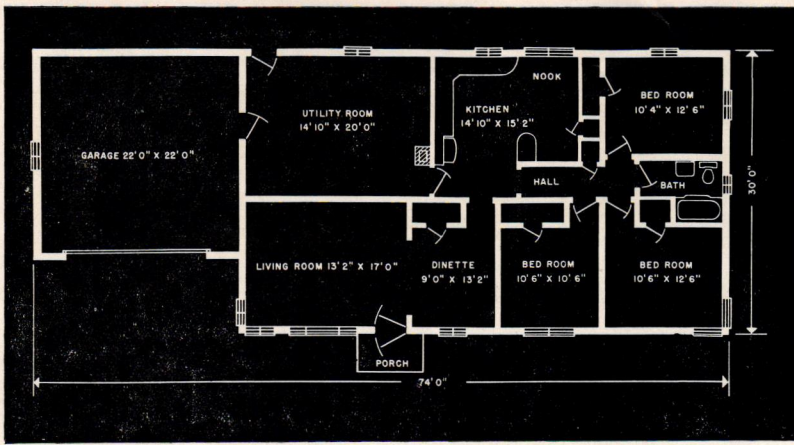 NOOK
BED ROOM
10'4" X 12'6"
UTILITY ROOM
14'10" X 20'0"
KITCHEN
14'10" X 15'2"
GARAGE 22'0" X 22'0"
HALL
BATH
30'0"
LIVING ROOM 13'2" X 17'0"
DINETTE
9'0" X 13'2"
BED ROOM
10'6" X 10'6"
BED ROOM
10'6" X 12'6"
PORCH
74'0"